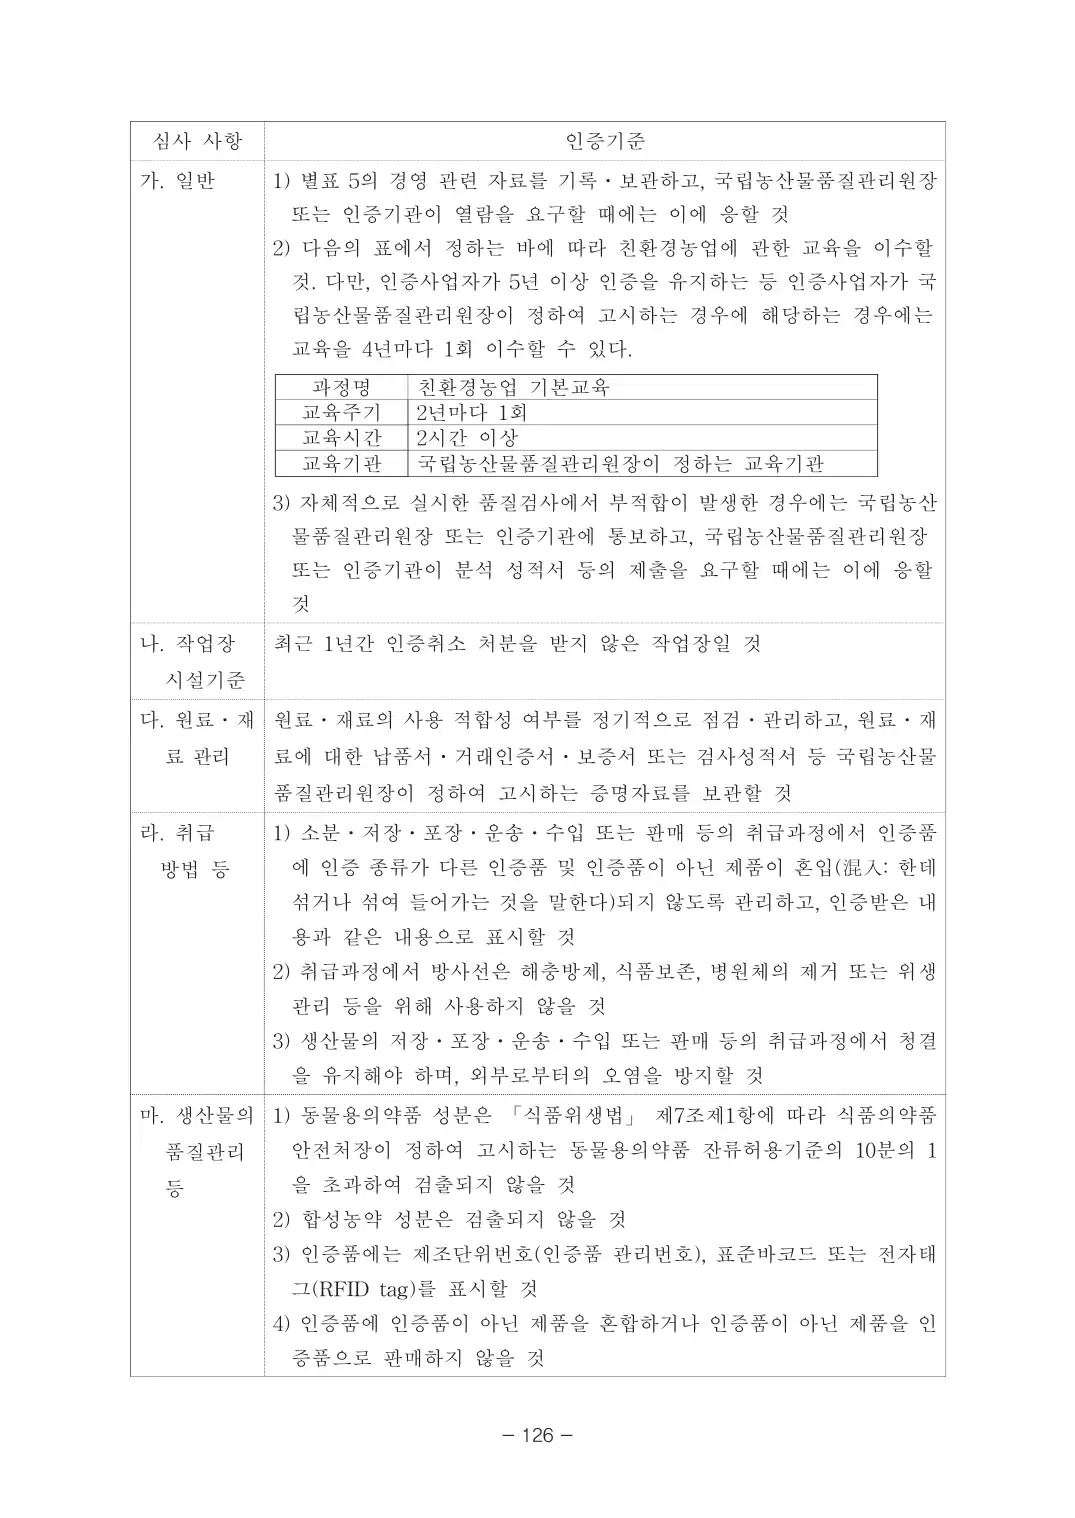 심사 사항
인증기준
가. 일반
1) 별표 5의 경영 관련 자료를 기록·보관하고, 국립농산물품질관리원장
또는 인증기관이 열람을 요구할 때에는 이에 응할 것
2) 다음의 표에서 정하는 바에 따라 친환경농업에 관한 교육을 이수할
것. 다만, 인증사업자가 5년 이상 인증을 유지하는 등 인증사업자가 국
립농산물품질관리원장이 정하여 고시하는 경우에 해당하는 경우에는
교육을 4년마다 1회 이수할 수 있다.
과정명 친환경농업 기본교육
교육주기 2년마다 1회
교육시간 2시간 이상
교육기관 국립농산물품질관리원장이 정하는 교육기관
3) 자체적으로 실시한 품질검사에서 부적합이 발생한 경우에는 국립농산
물품질관리원장 또는 인증기관에 통보하고, 국립농산물품질관리원장
또는 인증기관이 분석 성적서 등의 제출을 요구할 때에는 이에 응할
것
나. 작업장
시설기준
최근 1년간 인증취소 처분을 받지 않은 작업장일 것
다. 원료·재
료 관리
원료·재료의 사용 적합성 여부를 정기적으로 점검·관리하고, 원료·재
료에 대한 납품서·거래인증서·보증서 또는 검사성적서 등 국립농산물
품질관리원장이 정하여 고시하는 증명자료를 보관할 것
라. 취급
방법 등
1) 소분·저장·포장·운송·수입 또는 판매 등의 취급과정에서 인증품
에 인증 종류가 다른 인증품 및 인증품이 아닌 제품이 혼입(混入: 한데
섞거나 섞여 들어가는 것을 말한다)되지 않도록 관리하고, 인증받은 내
용과 같은 내용으로 표시할 것
2) 취급과정에서 방사선은 해충방제, 식품보존, 병원체의 제거 또는 위생
관리 등을 위해 사용하지 않을 것
3) 생산물의 저장·포장·운송·수입 또는 판매 등의 취급과정에서 청결
을 유지해야 하며, 외부로부터의 오염을 방지할 것
마. 생산물의
품질관리
등
1) 동물용의약품 성분은 「식품위생법」 제7조제1항에 따라 식품의약품
안전처장이 정하여 고시하는 동물용의약품 잔류허용기준의 10분의 1
을 초과하여 검출되지 않을 것
2) 합성농약 성분은 검출되지 않을 것
3) 인증품에는 제조단위번호(인증품 관리번호), 표준바코드 또는 전자태
그(RFID tag)를 표시할 것
4) 인증품에 인증품이 아닌 제품을 혼합하거나 인증품이 아닌 제품을 인
증품으로 판매하지 않을 것
- 126 -